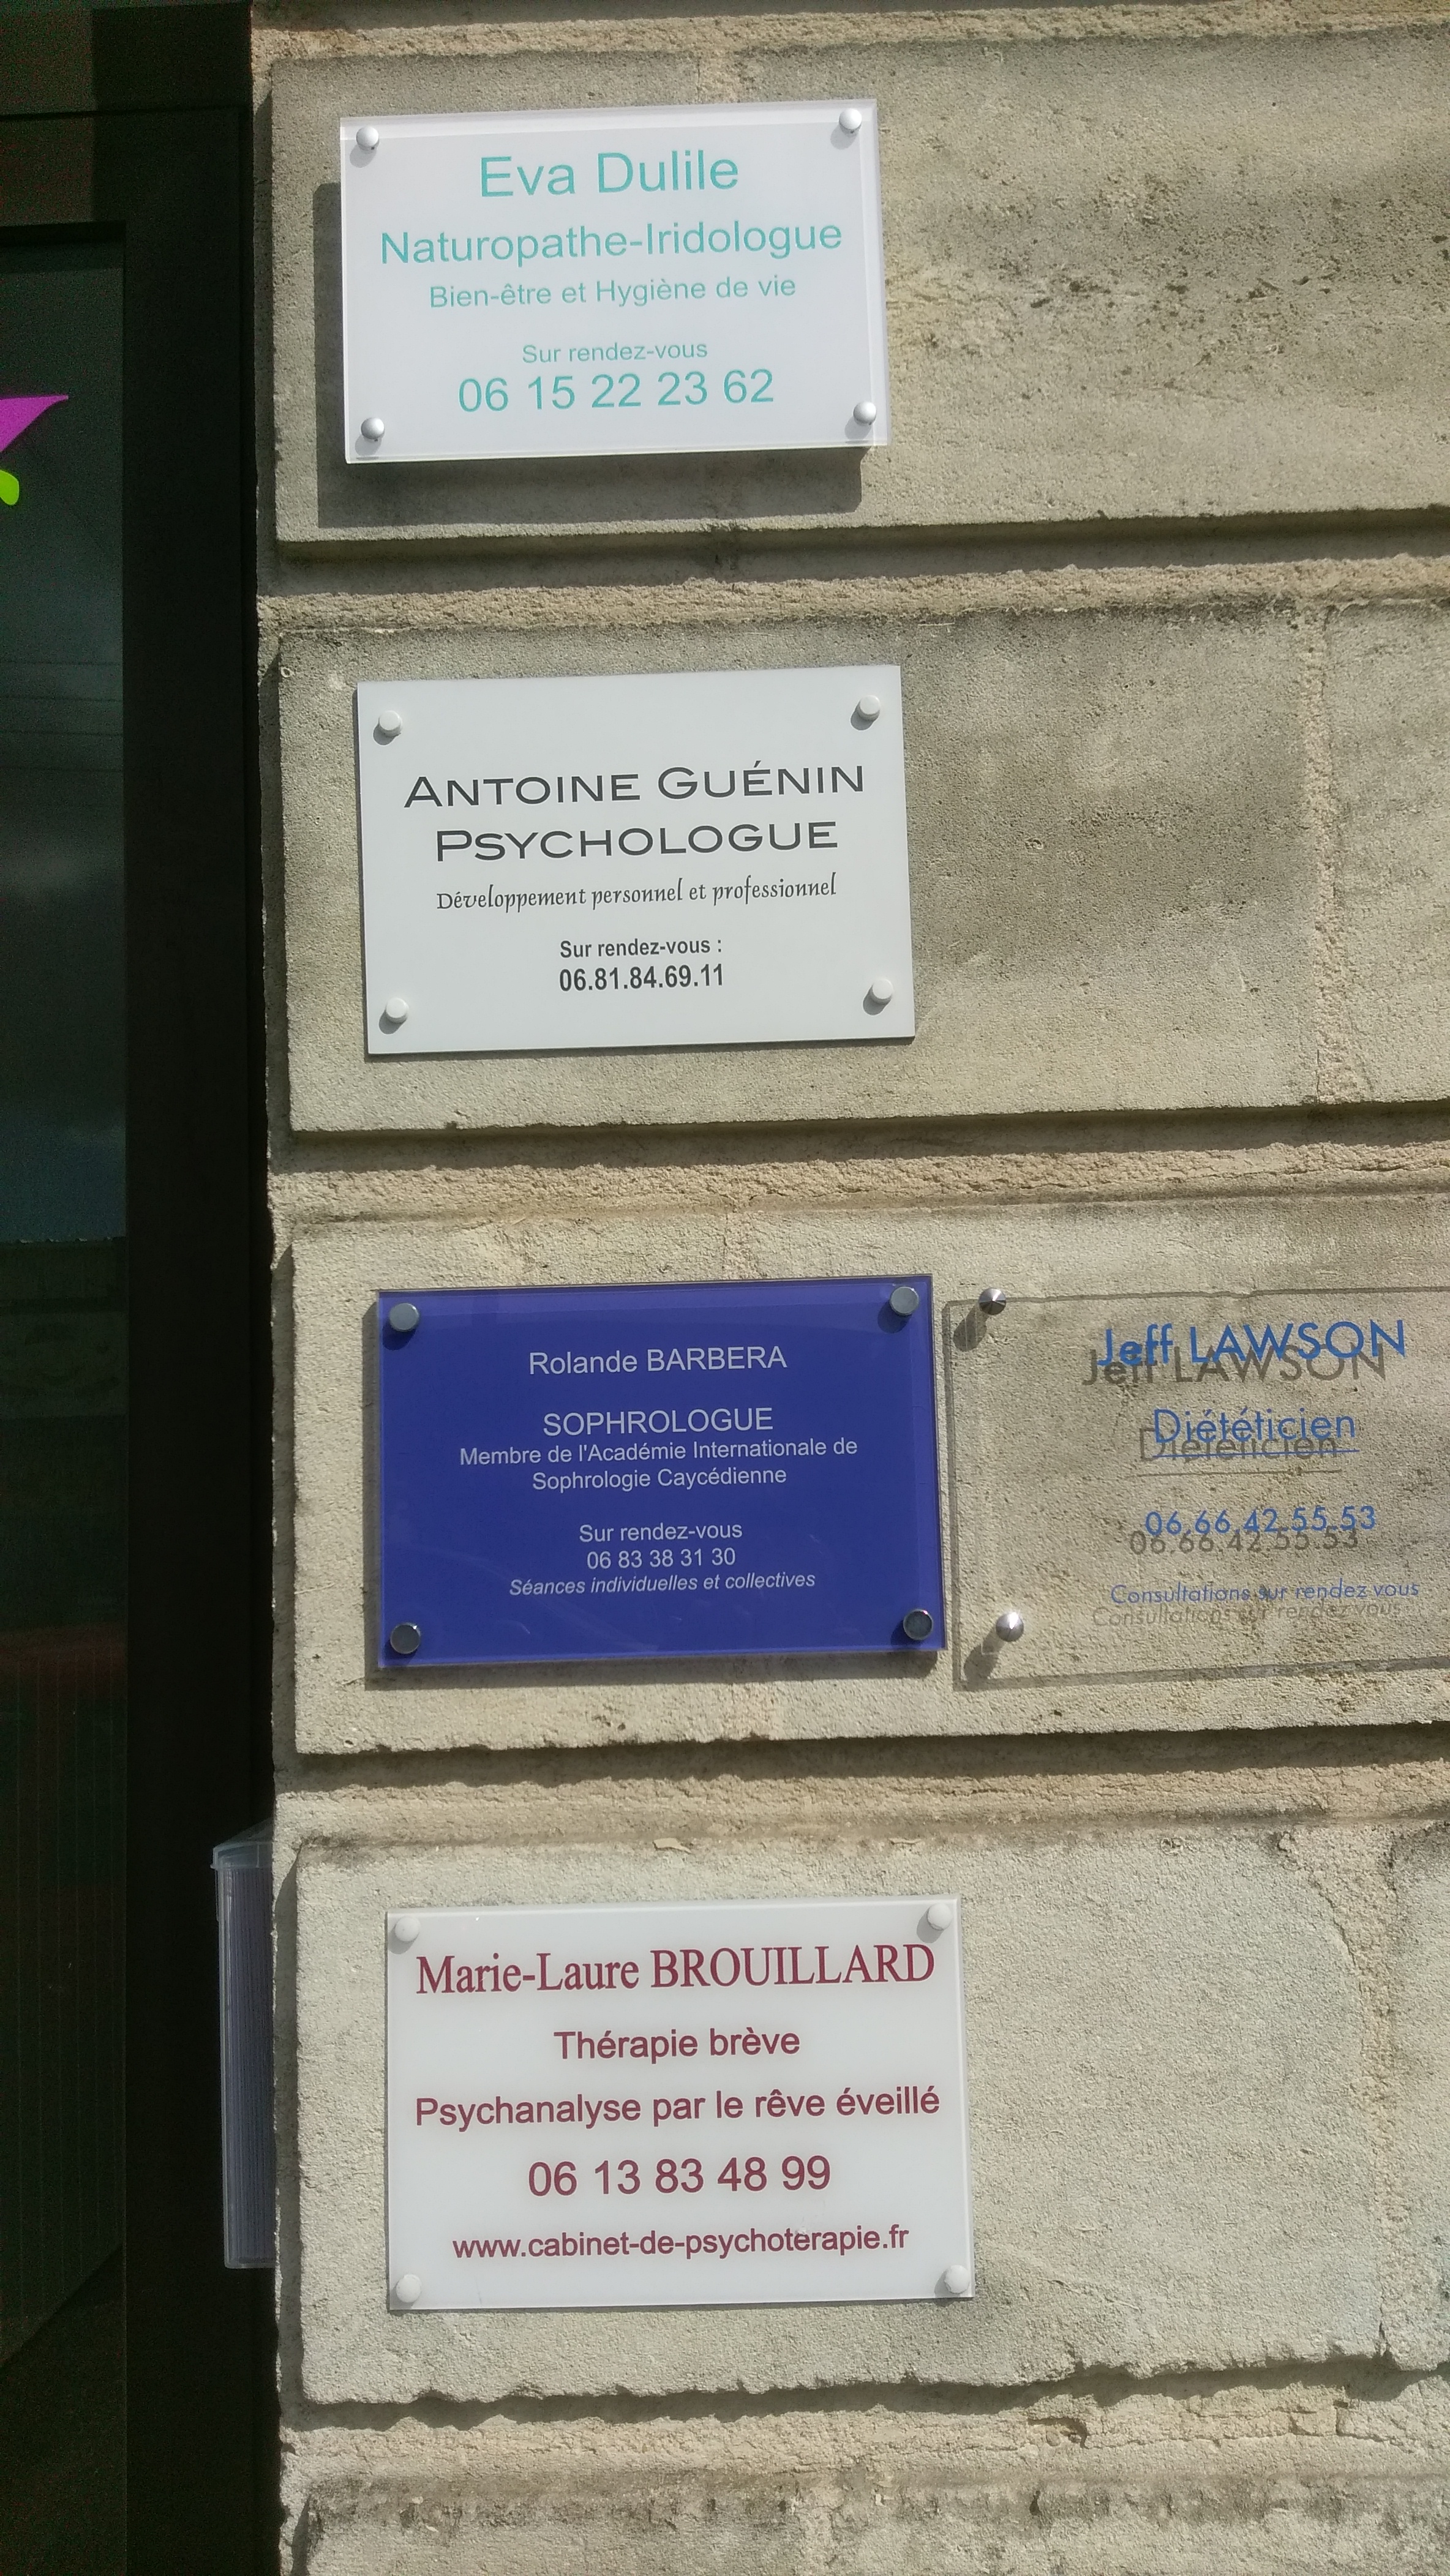 Eva Dulile
Naturopathe-Iridologue
Bien-être et Hygiène de vie
Sur rendez-vous
06 15 22 23 62
ANTOINE GUÉNIN
PSYCHOLOGUE
Développement personnel et professionnel
Sur rendez-vous :
06.81.84.69.11
Rolande BARBERA
SOPHROLOGUE
Membre de l'Académie Internationale de
Sophrologie Caycédienne
Sur rendez-vous
06 83 38 31 30
Séances individuelles et collectives
Jeff LAWSON
Diététicien
06.66.42.55.53
Consultations sur rendez vous
Marie-Laure BROUILLARD
Thérapie brève
Psychanalyse par le rêve éveillé
06 13 83 48 99
www.cabinet-de-psychoterapie.fr